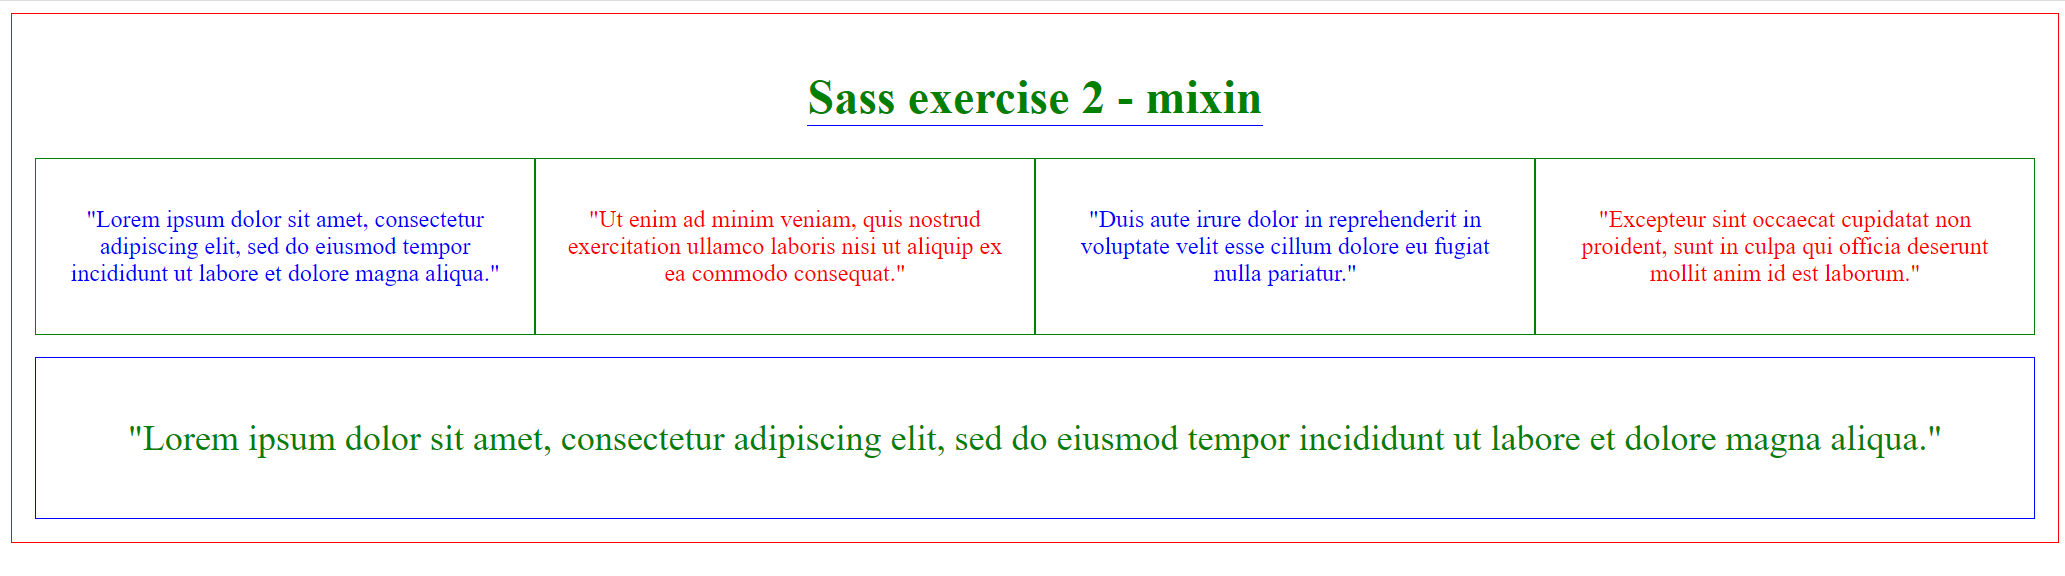 Sass exercise 2 - mixin
"Lorem ipsum dolor sit amet, consectetur
adipiscing elit, sed do eiusmod tempor
incididunt ut labore et dolore magna aliqua."
"Ut enim ad minim veniam, quis nostrud
exercitation ullamco laboris nisi ut aliquip ex
ea commodo consequat."
"Duis aute irure dolor in reprehenderit in
voluptate velit esse cillum dolore eu fugiat
nulla pariatur."
"Excepteur sint occaecat cupidatat non
proident, sunt in culpa qui officia deserunt
mollit anim id est laborum."
"Lorem ipsum dolor sit amet, consectetur adipiscing elit, sed do eiusmod tempor incididunt ut labore et dolore magna aliqua."